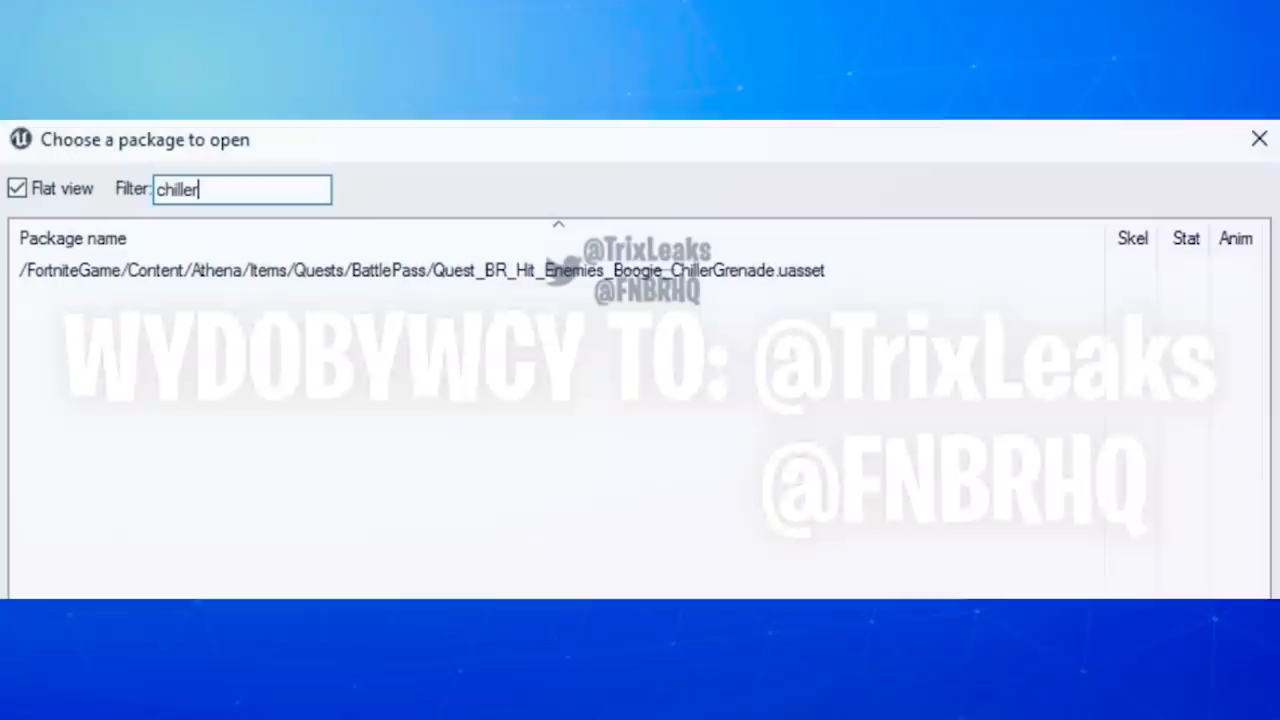 Choose a package to open
Flat view Filter: chiller
Package name Skel Stat Anim
@TrixLeaks
/FortniteGame/Content/Athena/Items/Quests/BattlePass/Quest_BR_Hit_Enemies_Boogie_ChillerGrenade.uasset
@FNBRHQ
WYDOBYWCY TO: @TrixLeaks
@FNBRHQ